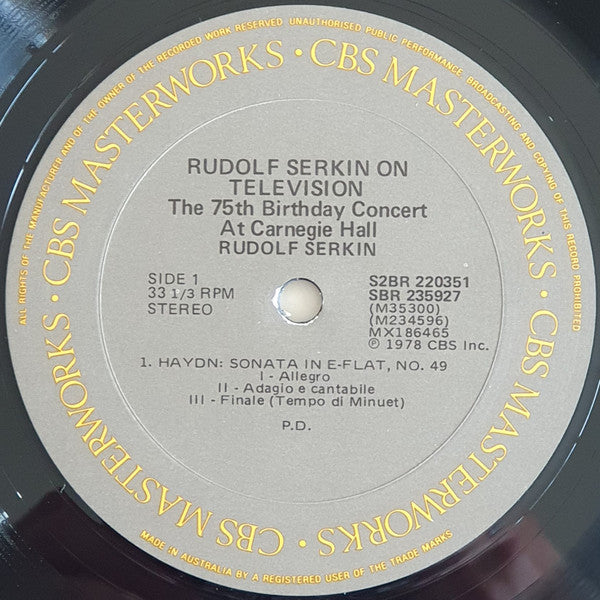 ALL RIGHTS OF THE MANUFACTURER AND OF THE OWNER OF THE RECORDED WORK RESERVED. UNAUTHORISED PUBLIC PERFORMANCE, BROADCASTING AND COPYING OF THIS RECORD PROHIBITED
CBS MASTERWORKS · CBS MASTERWORKS · CBS MASTERWORKS · CBS MASTERWORKS ·
RUDOLF SERKIN ON
TELEVISION
The 75th Birthday Concert
At Carnegie Hall
RUDOLF SERKIN
SIDE 1
33 1/3 RPM
STEREO
S2BR 220351
SBR 235927
(M35300)
(M234596)
MX186465
℗ 1978 CBS Inc.
1. HAYDN: SONATA IN E-FLAT, NO. 49
I - Allegro
II - Adagio e cantabile
III - Finale (Tempo di Minuet)
P.D.
MADE IN AUSTRALIA BY A REGISTERED USER OF THE TRADE MARKS